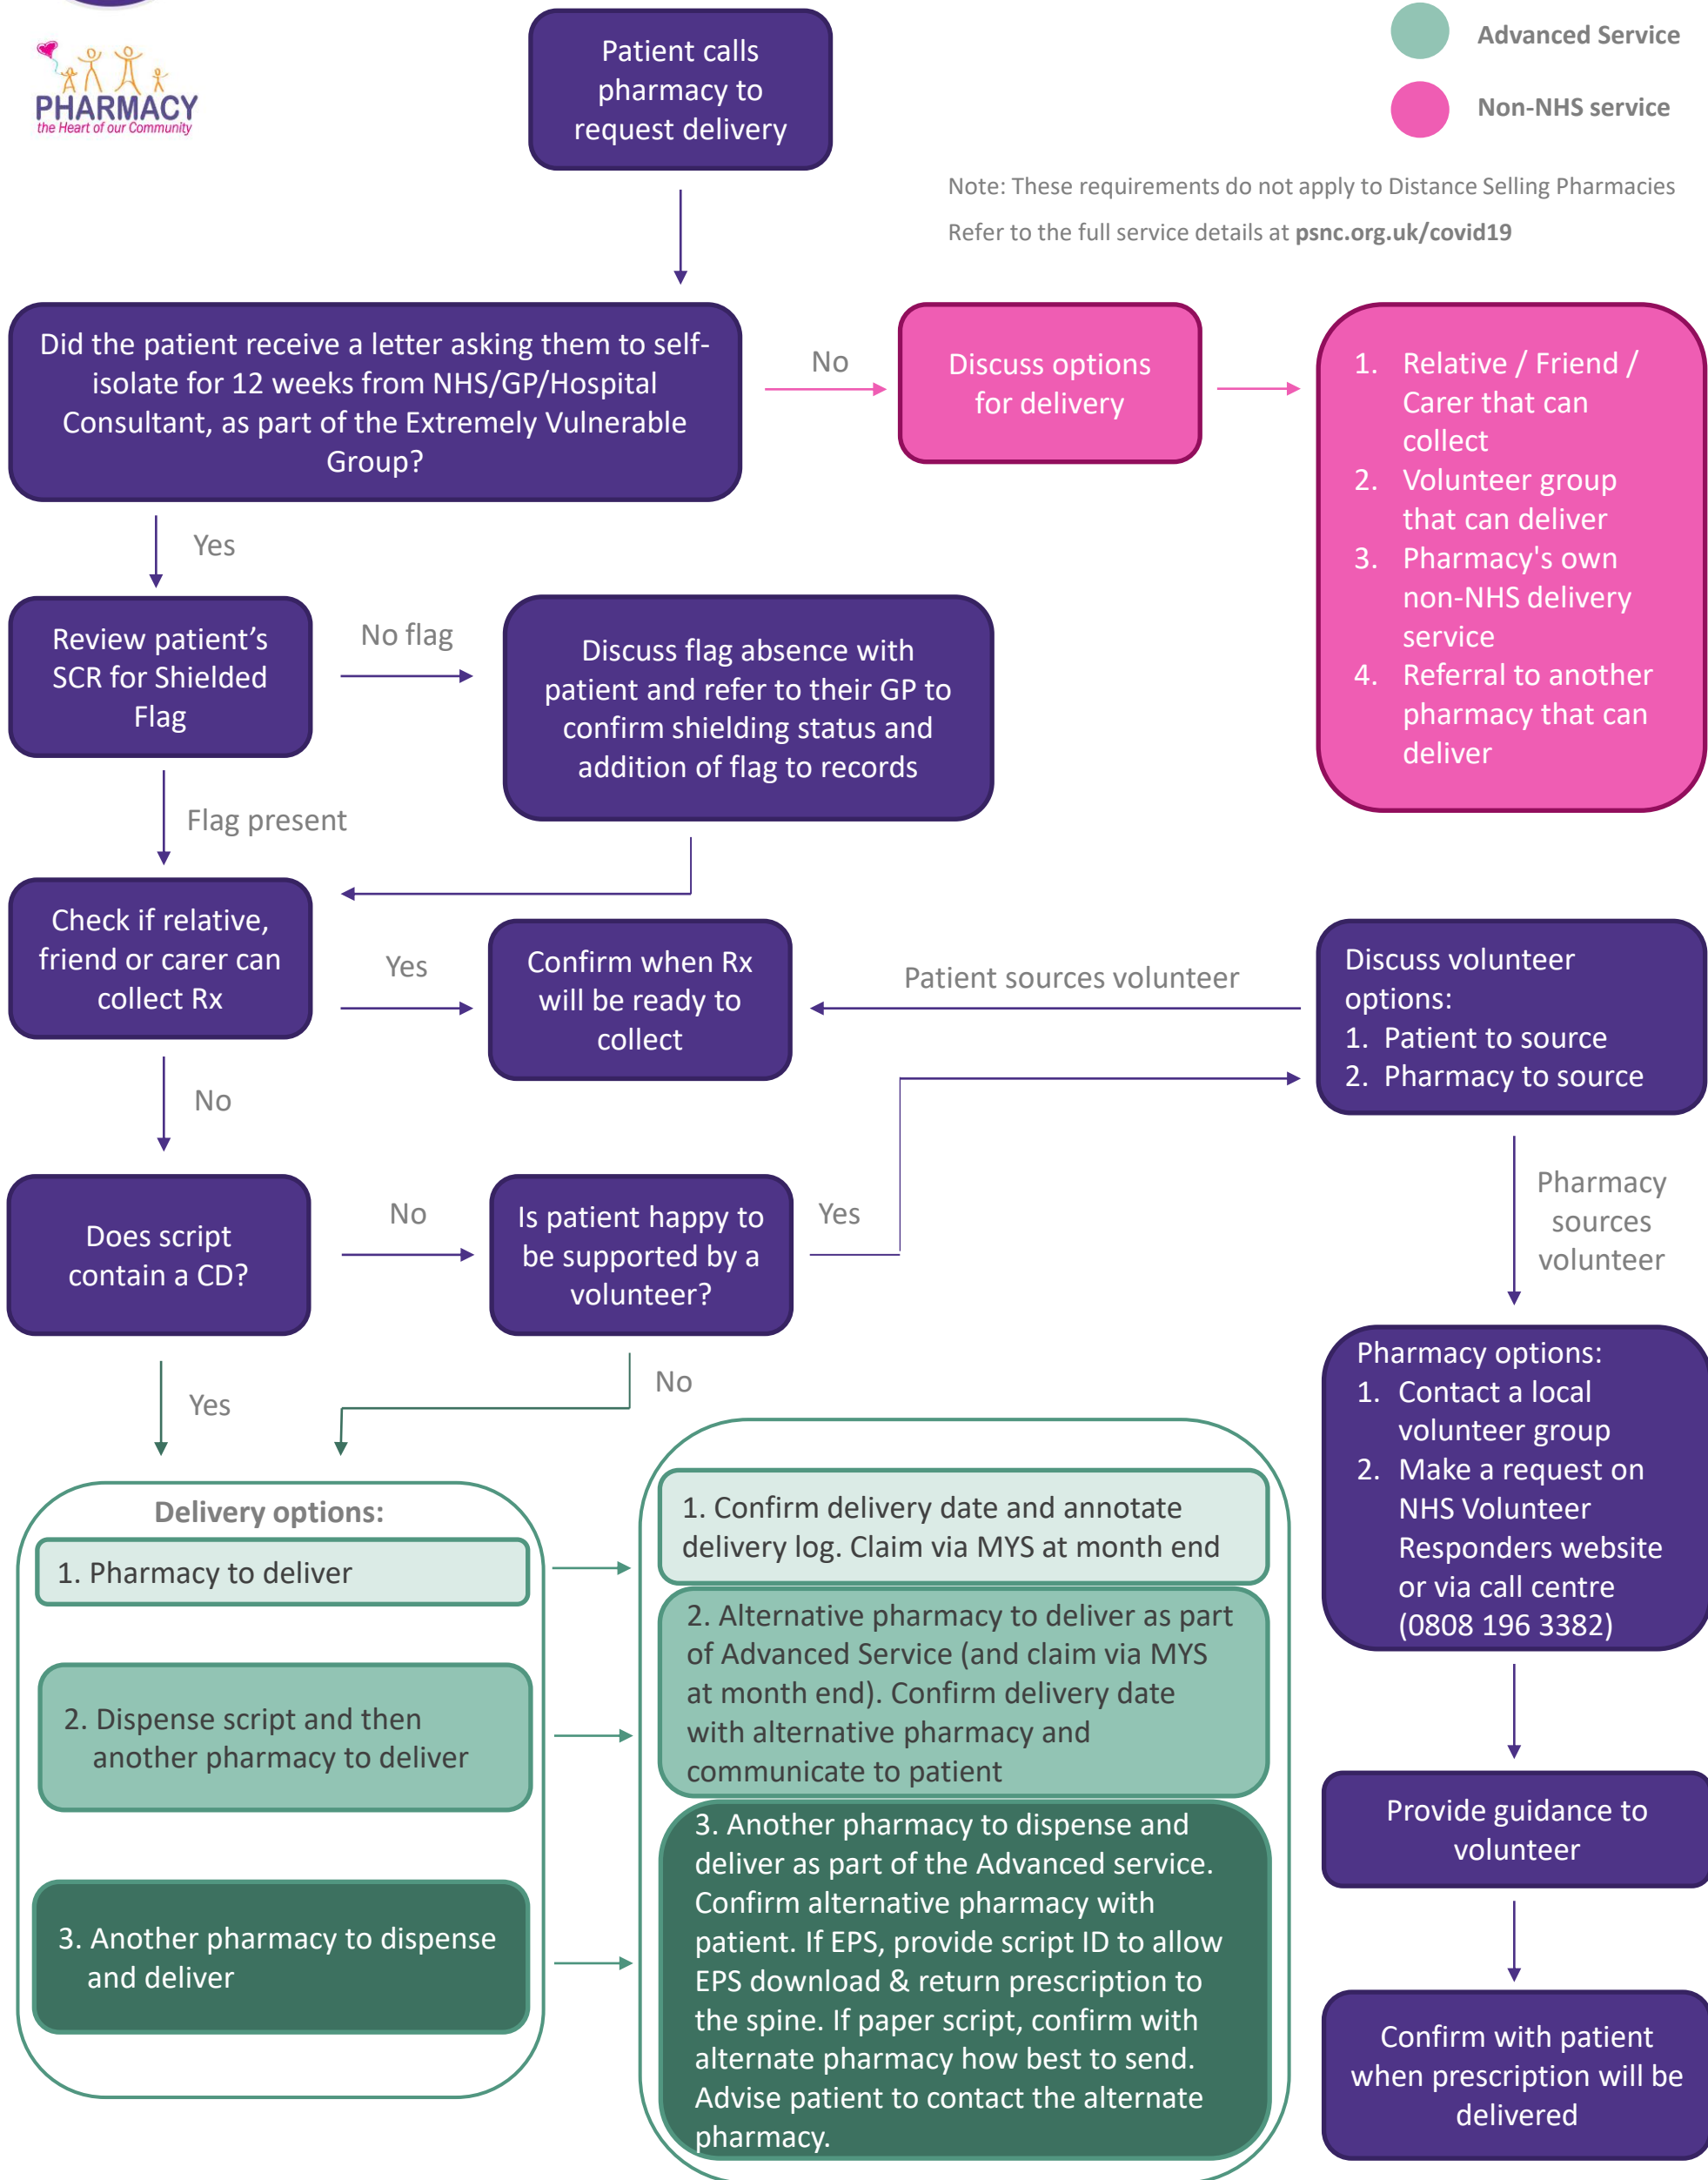 PHARMACY
the Heart of our Community
Patient calls
pharmacy to
request delivery
Advanced Service
Non-NHS service
Note: These requirements do not apply to Distance Selling Pharmacies
Refer to the full service details at psnc.org.uk/covid19
Did the patient receive a letter asking them to self-
isolate for 12 weeks from NHS/GP/Hospital
Consultant, as part of the Extremely Vulnerable
Group?
No
Discuss options
for delivery
1. Relative / Friend /
Carer that can
collect
2. Volunteer group
that can deliver
3. Pharmacy's own
non-NHS delivery
service
4. Referral to another
pharmacy that can
deliver
Yes
Review patient’s
SCR for Shielded
Flag
No flag
Discuss flag absence with
patient and refer to their GP to
confirm shielding status and
addition of flag to records
Flag present
Check if relative,
friend or carer can
collect Rx
Yes
Confirm when Rx
will be ready to
collect
Patient sources volunteer
Discuss volunteer
options:
1. Patient to source
2. Pharmacy to source
No
Does script
contain a CD?
No
Is patient happy to
be supported by a
volunteer?
Yes
Pharmacy
sources
volunteer
Yes
No
Pharmacy options:
1. Contact a local
volunteer group
2. Make a request on
NHS Volunteer
Responders website
or via call centre
(0808 196 3382)
Delivery options:
1. Pharmacy to deliver
2. Dispense script and then
another pharmacy to deliver
3. Another pharmacy to dispense
and deliver
1. Confirm delivery date and annotate
delivery log. Claim via MYS at month end
2. Alternative pharmacy to deliver as part
of Advanced Service (and claim via MYS
at month end). Confirm delivery date
with alternative pharmacy and
communicate to patient
3. Another pharmacy to dispense and
deliver as part of the Advanced service.
Confirm alternative pharmacy with
patient. If EPS, provide script ID to allow
EPS download & return prescription to
the spine. If paper script, confirm with
alternate pharmacy how best to send.
Advise patient to contact the alternate
pharmacy.
Provide guidance to
volunteer
Confirm with patient
when prescription will be
delivered